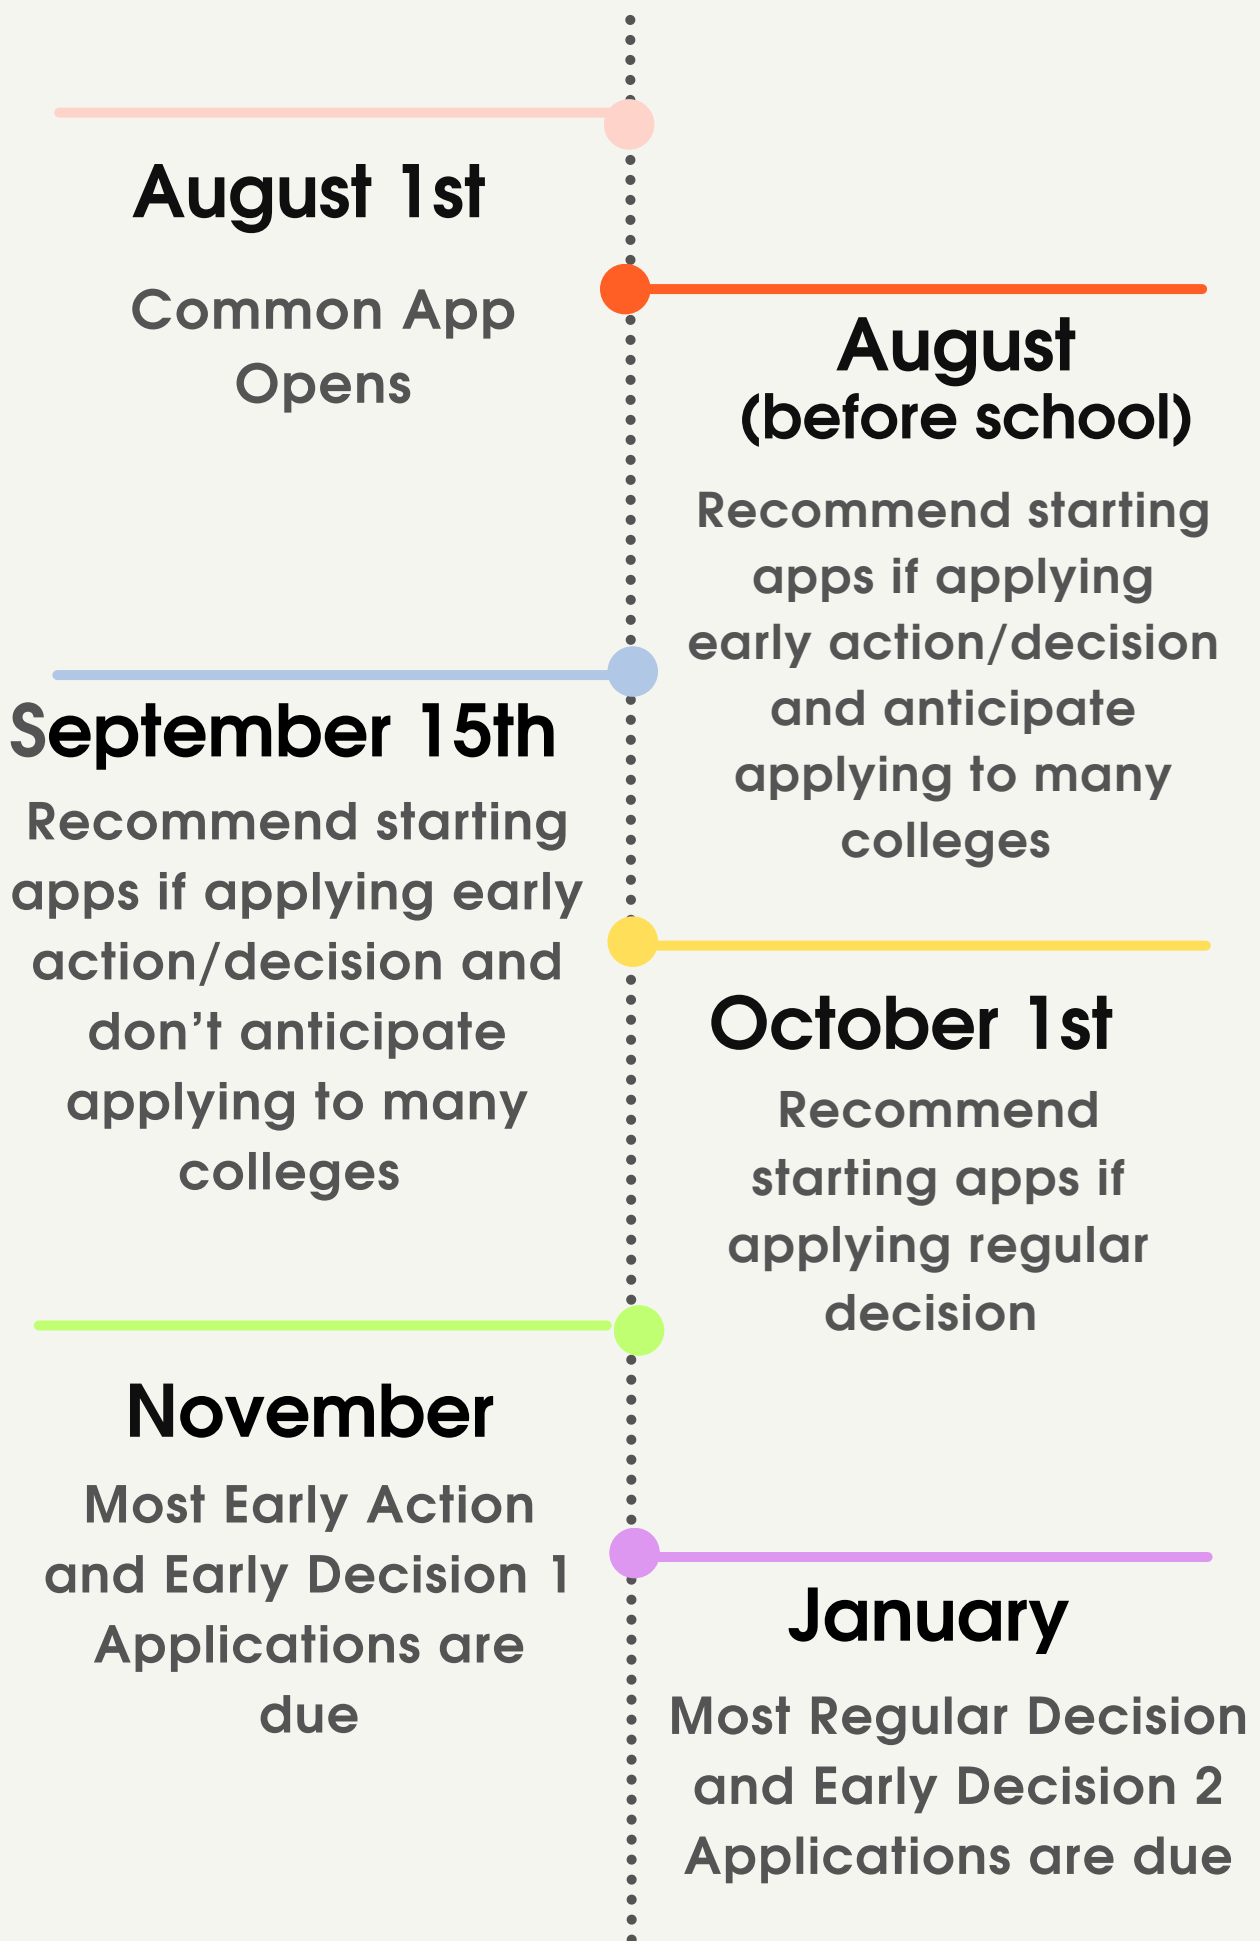 August 1st
Common App
Opens
August
(before school)
Recommend starting
apps if applying
early action/decision
and anticipate
applying to many
colleges
September 15th
Recommend starting
apps if applying early
action/decision and
don’t anticipate
applying to many
colleges
October 1st
Recommend
starting apps if
applying regular
decision
November
Most Early Action
and Early Decision 1
Applications are
due
January
Most Regular Decision
and Early Decision 2
Applications are due